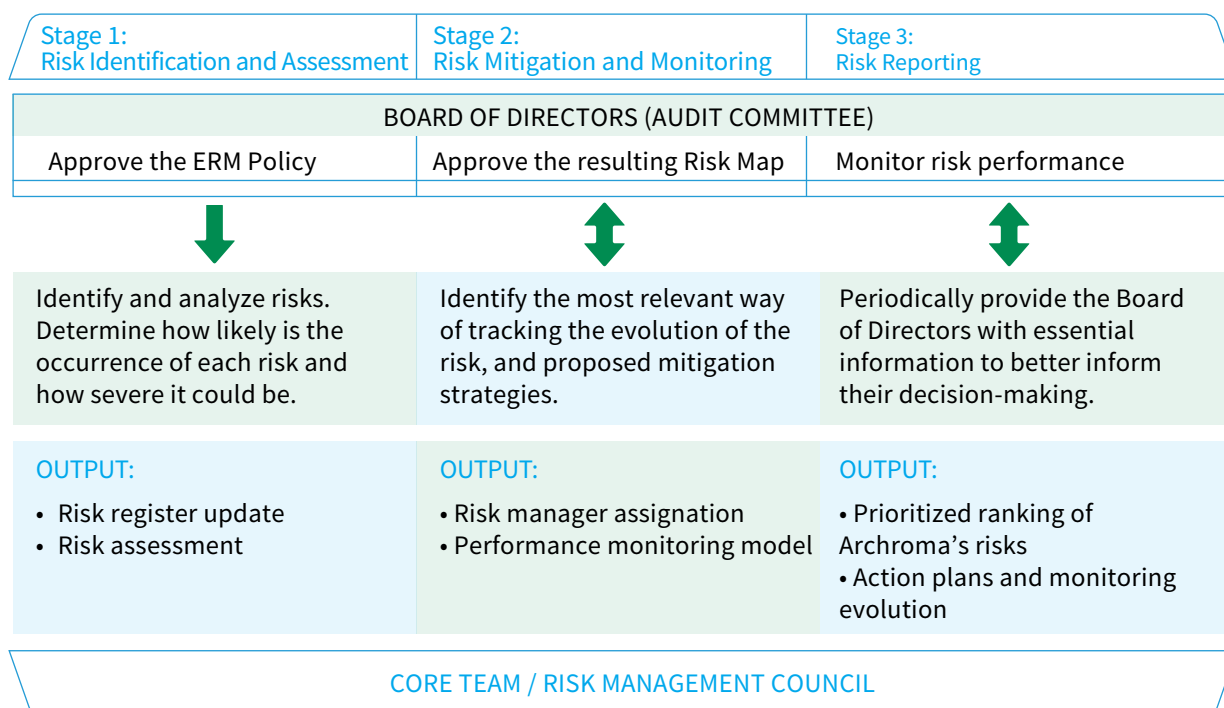 Stage 1:
Risk Identification and Assessment
Stage 2:
Risk Mitigation and Monitoring
Stage 3:
Risk Reporting
BOARD OF DIRECTORS (AUDIT COMMITTEE)
Approve the ERM Policy
Approve the resulting Risk Map
Monitor risk performance
Identify and analyze risks.
Determine how likely is the
occurrence of each risk and
how severe it could be.
Identify the most relevant way
of tracking the evolution of the
risk, and proposed mitigation
strategies.
Periodically provide the Board
of Directors with essential
information to better inform
their decision-making.
OUTPUT:
• Risk register update
• Risk assessment
OUTPUT:
• Risk manager assignation
• Performance monitoring model
OUTPUT:
• Prioritized ranking of
Archroma’s risks
• Action plans and monitoring
evolution
CORE TEAM / RISK MANAGEMENT COUNCIL